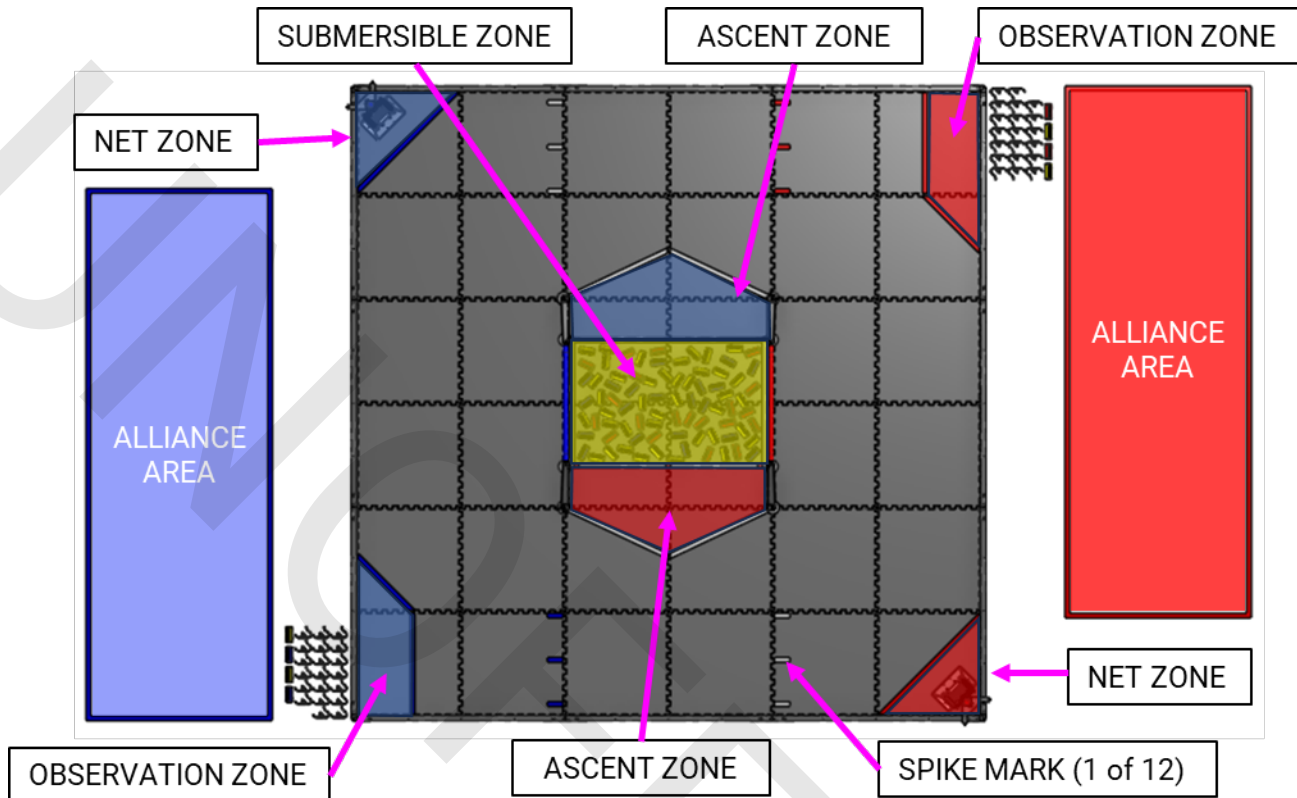 SUBMERSIBLE ZONE
ASCENT ZONE
OBSERVATION ZONE
NET ZONE
ALLIANCE
AREA
ALLIANCE
AREA
NET ZONE
OBSERVATION ZONE
ASCENT ZONE
SPIKE MARK (1 of 12)